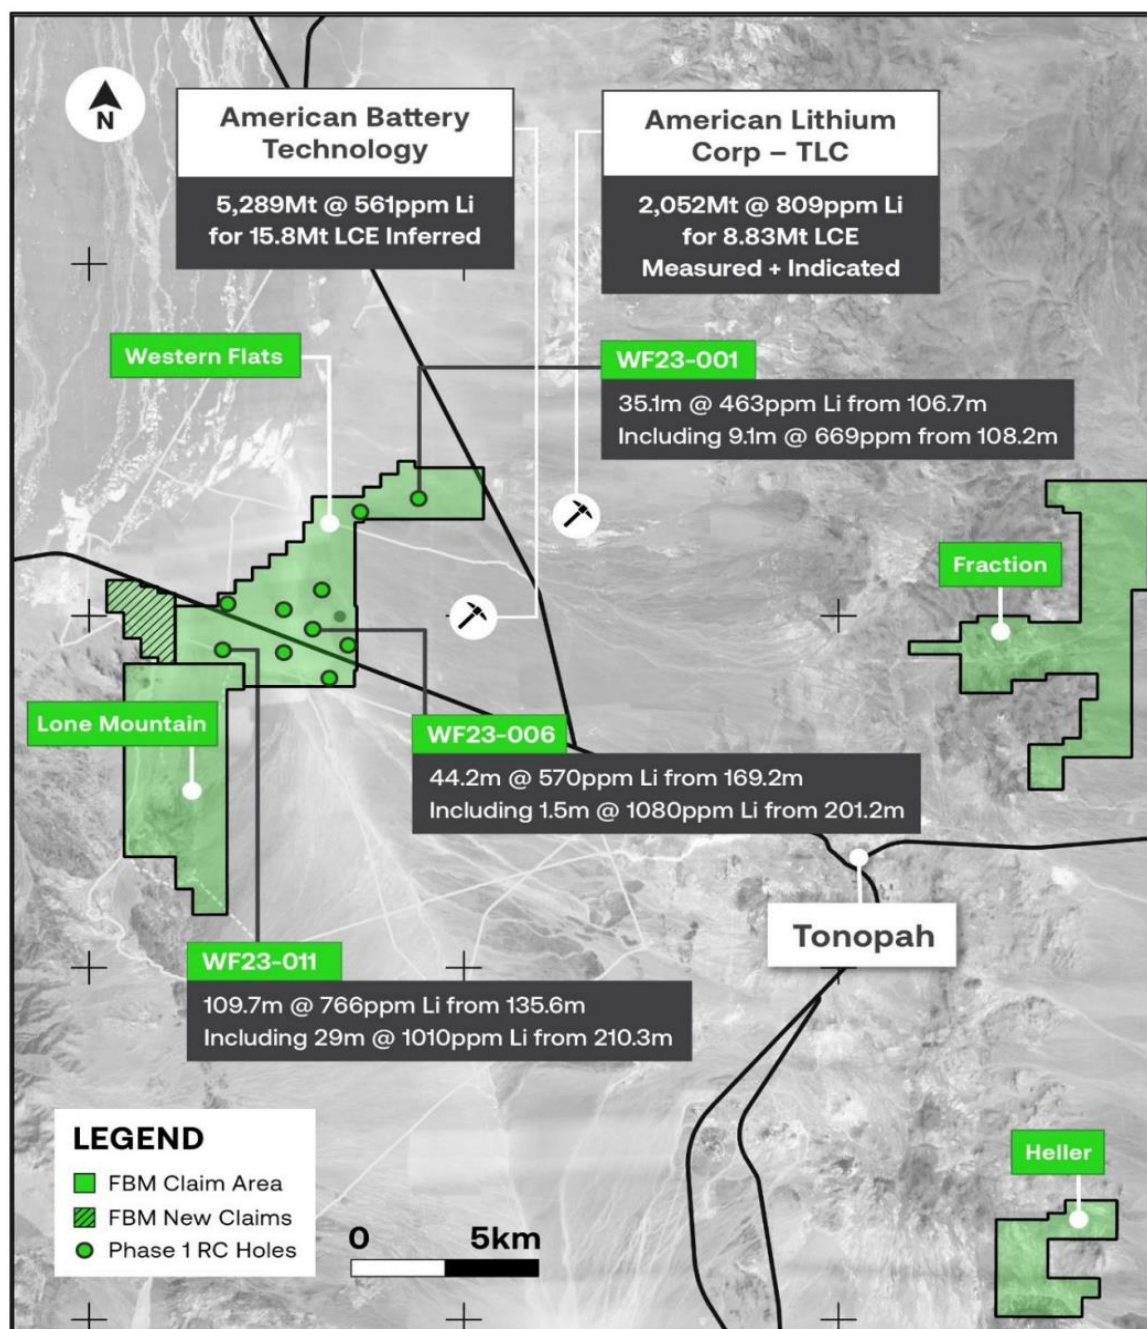 N
American Battery
Technology
5,289Mt @ 561ppm Li
for 15.8Mt LCE Inferred
American Lithium
Corp – TLC
2,052Mt @ 809ppm Li
for 8.83Mt LCE
Measured + Indicated
Western Flats
WF23-001
35.1m @ 463ppm Li from 106.7m
Including 9.1m @ 669ppm from 108.2m
Fraction
Lone Mountain
WF23-006
44.2m @ 570ppm Li from 169.2m
Including 1.5m @ 1080ppm Li from 201.2m
Tonopah
WF23-011
109.7m @ 766ppm Li from 135.6m
Including 29m @ 1010ppm Li from 210.3m
Heller
LEGEND
FBM Claim Area
FBM New Claims
Phase 1 RC Holes
0 5km